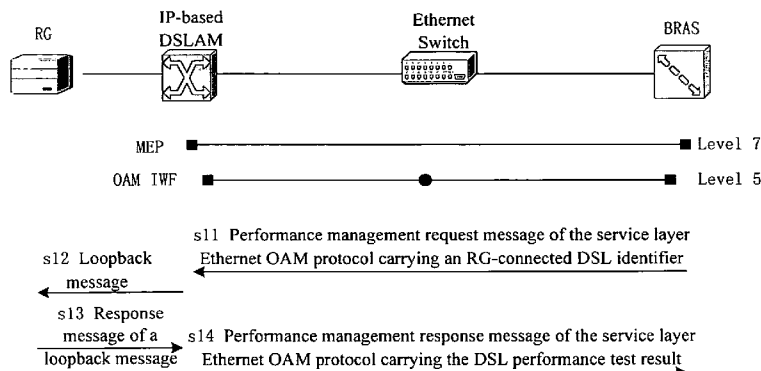 RG
IP-based
DSLAM
Ethernet
Switch
BRAS
MEP
Level 7
OAM IWF
Level 5
s11 Performance management request message of the service layer
Ethernet OAM protocol carrying an RG-connected DSL identifier
s12 Loopback
message
s13 Response
message of a
loopback message
s14 Performance management response message of the service layer
Ethernet OAM protocol carrying the DSL performance test result